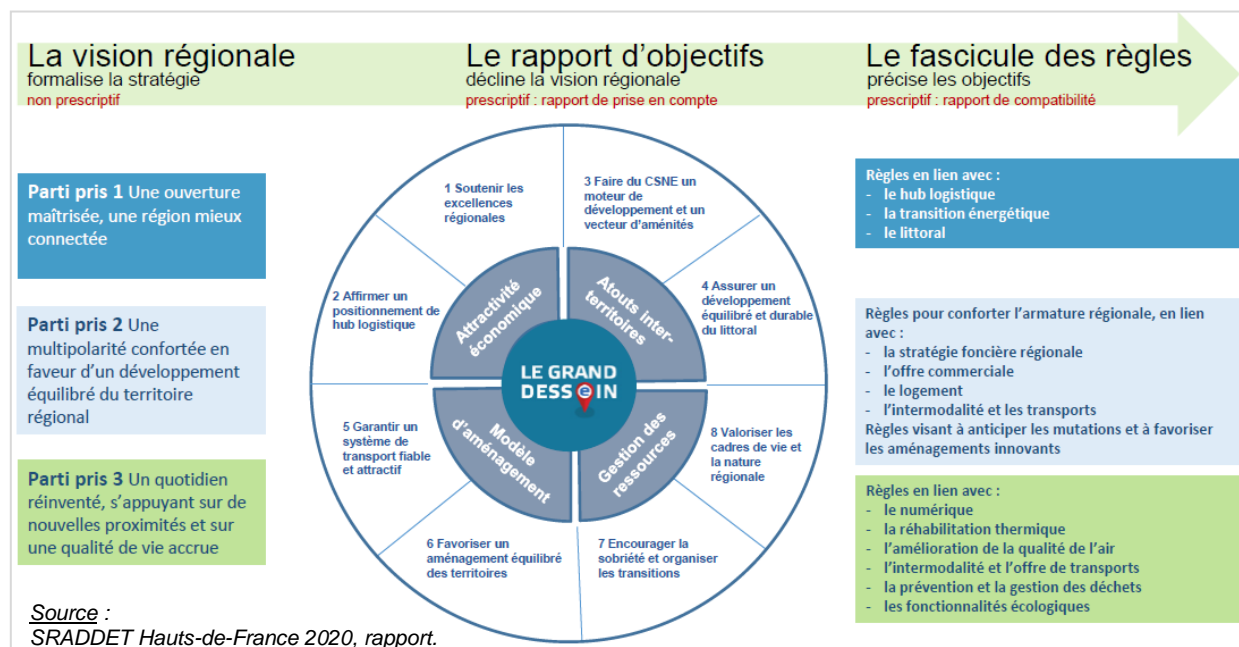 La vision régionale
formalise la stratégie
non prescriptif
Le rapport d'objectifs
décline la vision régionale
prescriptif : rapport de prise en compte
Le fascicule des règles
précise les objectifs
prescriptif : rapport de compatibilité
Parti pris 1 Une ouverture
maîtrisée, une région mieux
connectée
Parti pris 2 Une
multipolarité confortée en
faveur d'un développement
équilibré du territoire
régional
Parti pris 3 Un quotidien
réinventé, s'appuyant sur de
nouvelles proximités et sur
une qualité de vie accrue
1 Soutenir les
excellences
régionales
3 Faire du CSNE un
moteur de
développement et un
vecteur d'aménités
2 Affirmer un
positionnement de
hub logistique
4 Assurer un
développement
équilibré et durable
du littoral
Attractivité
économique
Atouts inter-
territoires
LE GRAND
DESSEIN
Modèle
d'aménagement
Gestion des
ressources
5 Garantir un
système de
transport fiable
et attractif
8 Valoriser les
cadres de vie et
la nature
régionale
6 Favoriser un
aménagement équilibré
des territoires
7 Encourager la
sobriété et organiser
les transitions
Règles en lien avec :
- le hub logistique
- la transition énergétique
- le littoral
Règles pour conforter l'armature régionale, en lien
avec :
- la stratégie foncière régionale
- l'offre commerciale
- le logement
- l'intermodalité et les transports
Règles visant à anticiper les mutations et à favoriser
les aménagements innovants
Règles en lien avec :
- le numérique
- la réhabilitation thermique
- l'amélioration de la qualité de l'air
- l'intermodalité et l'offre de transports
- la prévention et la gestion des déchets
- les fonctionnalités écologiques
Source :
SRADDET Hauts-de-France 2020, rapport.